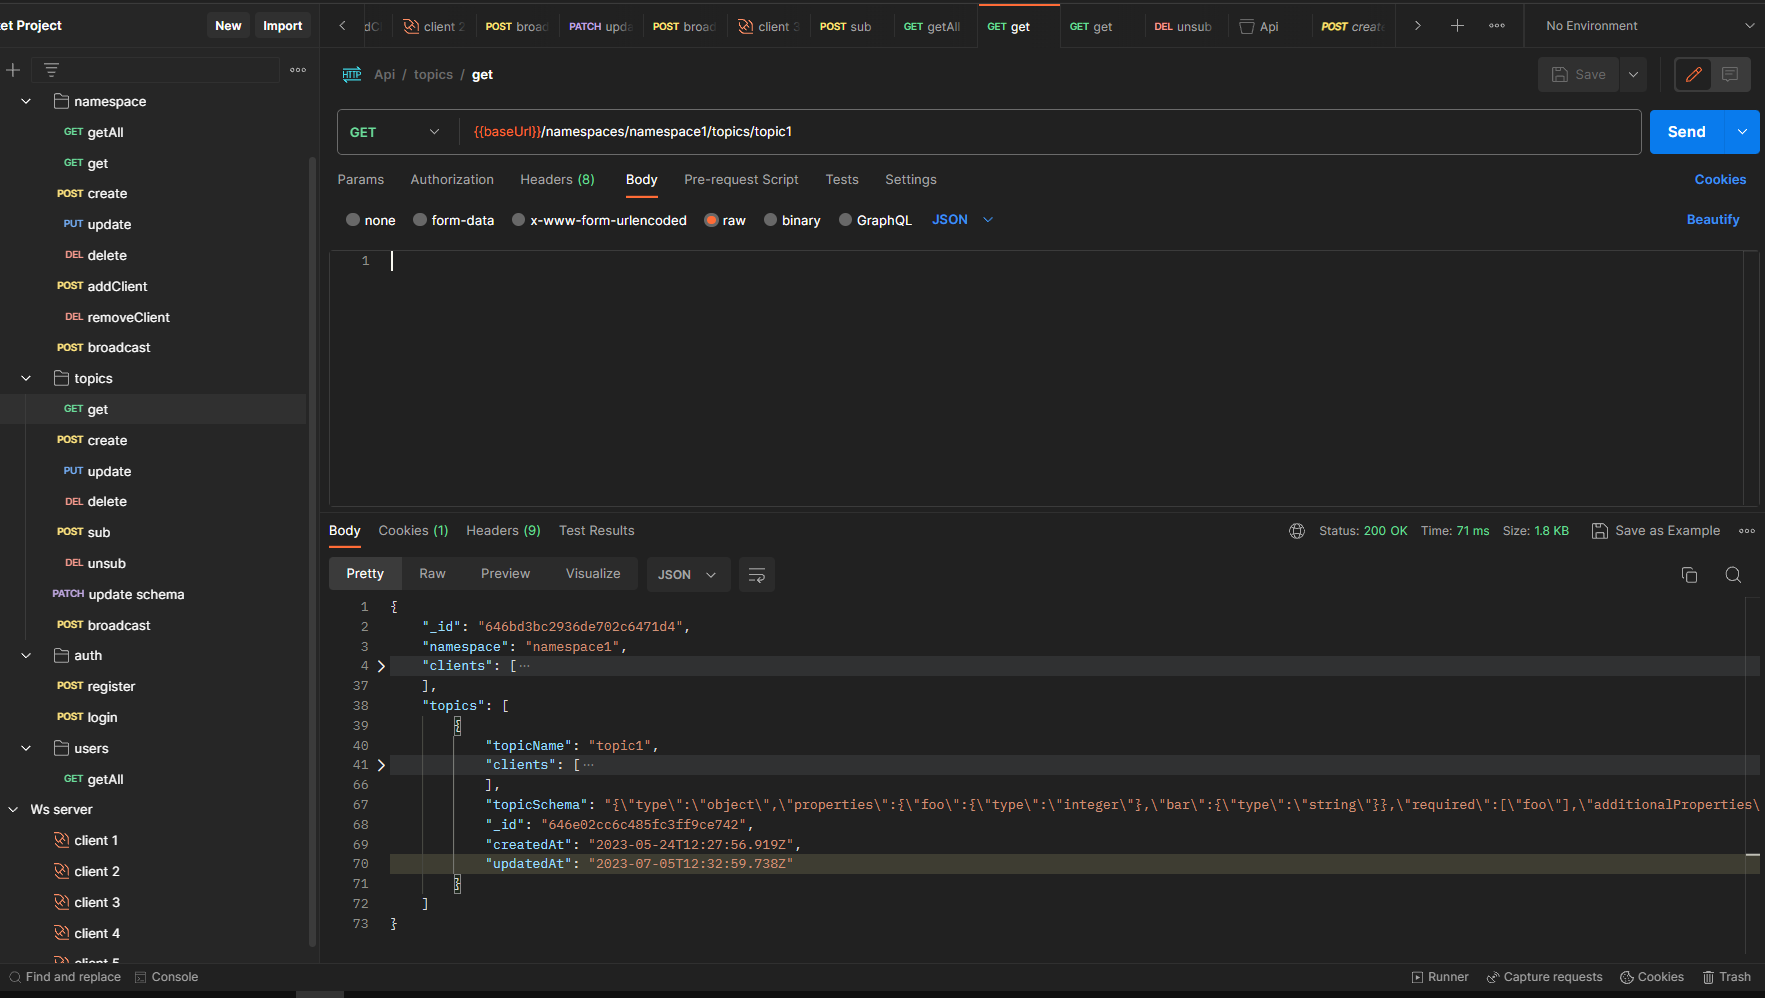 ket Project
New
Import
client 2
POST broad
PATCH upda
POST broad
client 3
POST sub
GET getAll
GET get
GET get
DEL unsub
Api
POST create
No Environment
namespace
GET getAll
GET get
POST create
PUT update
DEL delete
POST addClient
DEL removeClient
POST broadcast
topics
GET get
POST create
PUT update
DEL delete
POST sub
DEL unsub
PATCH update schema
POST broadcast
auth
POST register
POST login
users
GET getAll
Ws server
client 1
client 2
client 3
client 4
client 5
HTTP Api / topics / get
Save
GET
{{baseUrl}}/namespaces/namespace1/topics/topic1
Send
Params Authorization Headers (8) Body Pre-request Script Tests Settings
Cookies
none form-data x-www-form-urlencoded raw binary GraphQL JSON
Beautify
1
Body Cookies (1) Headers (9) Test Results
Status: 200 OK Time: 71 ms Size: 1.8 KB
Save as Example
Pretty Raw Preview Visualize JSON
1 {
2 "_id": "646bd3bc2936de702c6471d4",
3 "namespace": "namespace1",
4 "clients": [ ···
37 ],
38 "topics": [
39 {
40 "topicName": "topic1",
41 "clients": [ ···
66 ],
67 "topicSchema": "{\"type\":\"object\",\"properties\":{\"foo\":{\"type\":\"integer\"},\"bar\":{\"type\":\"string\"}},\"required\":[\"foo\"],\"additionalProperties\
68 "_id": "646e02cc6c485fc3ff9ce742",
69 "createdAt": "2023-05-24T12:27:56.919Z",
70 "updatedAt": "2023-07-05T12:32:59.738Z"
71 }
72 ]
73 }
Find and replace
Console
Runner
Capture requests
Cookies
Trash